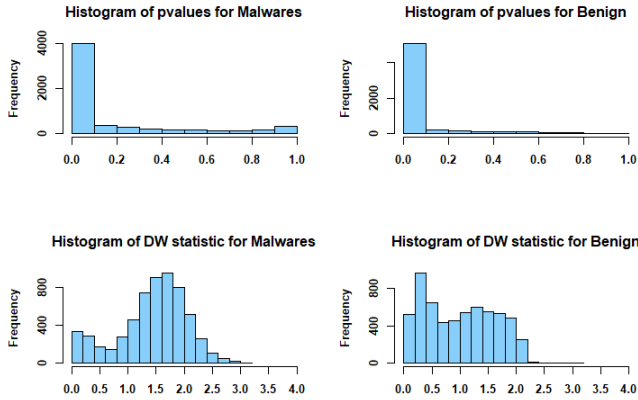 Histogram of pvalues for Malwares
Frequency
4000
2000
0
0.0 0.2 0.4 0.6 0.8 1.0
Histogram of pvalues for Benign
Frequency
2000
0
0.0 0.2 0.4 0.6 0.8 1.0
Histogram of DW statistic for Malwares
Frequency
800
400
0
0.0 0.5 1.0 1.5 2.0 2.5 3.0 3.5 4.0
Histogram of DW statistic for Benign
Frequency
800
400
0
0.0 0.5 1.0 1.5 2.0 2.5 3.0 3.5 4.0